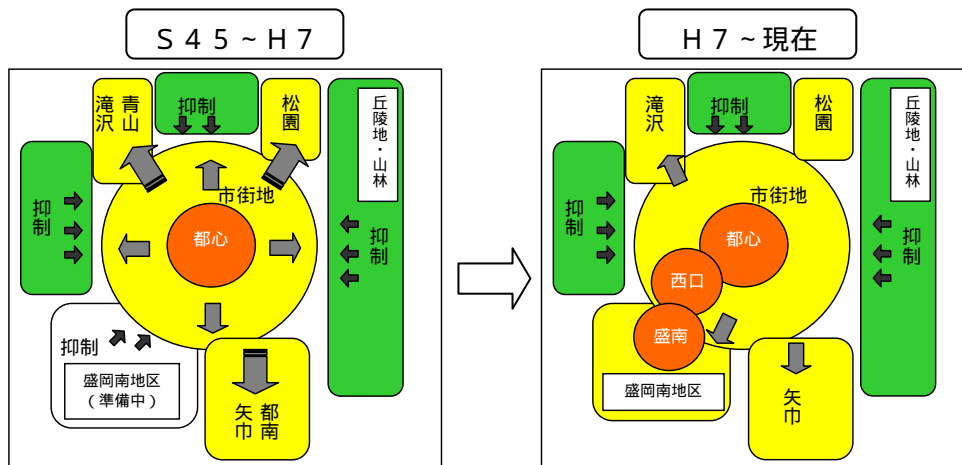 Ｓ４５～Ｈ７
青山
滝沢
抑制
松園
丘陵地・山林
抑制
市街地
都心
抑制
抑制
盛岡南地区
（準備中）
都南
矢巾
Ｈ７～現在
滝沢
抑制
松園
丘陵地・山林
抑制
市街地
都心
抑制
西口
盛南
盛岡南地区
矢巾